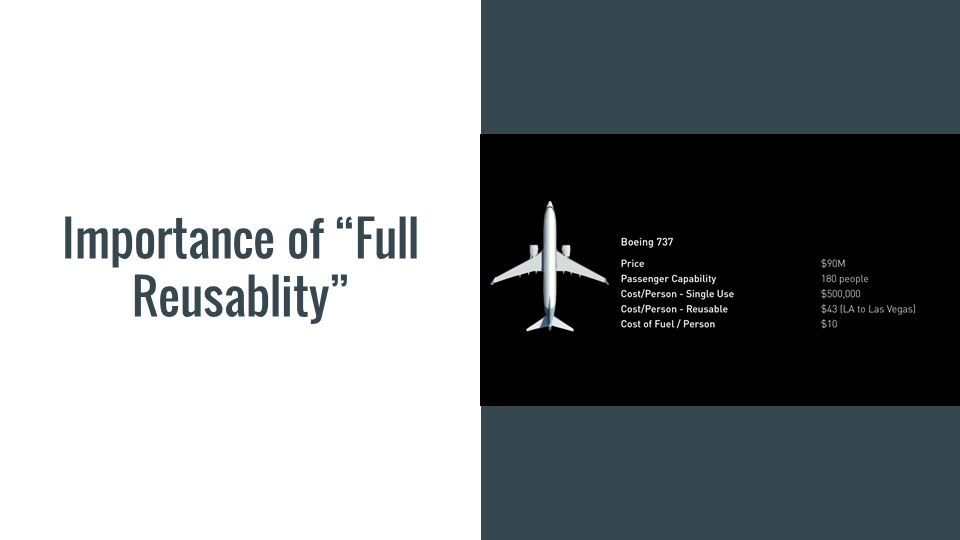 Importance of “Full
Reusablity”
Boeing 737
Price $90M
Passenger Capability 180 people
Cost/Person - Single Use $500,000
Cost/Person - Reusable $43 (LA to Las Vegas)
Cost of Fuel / Person $10